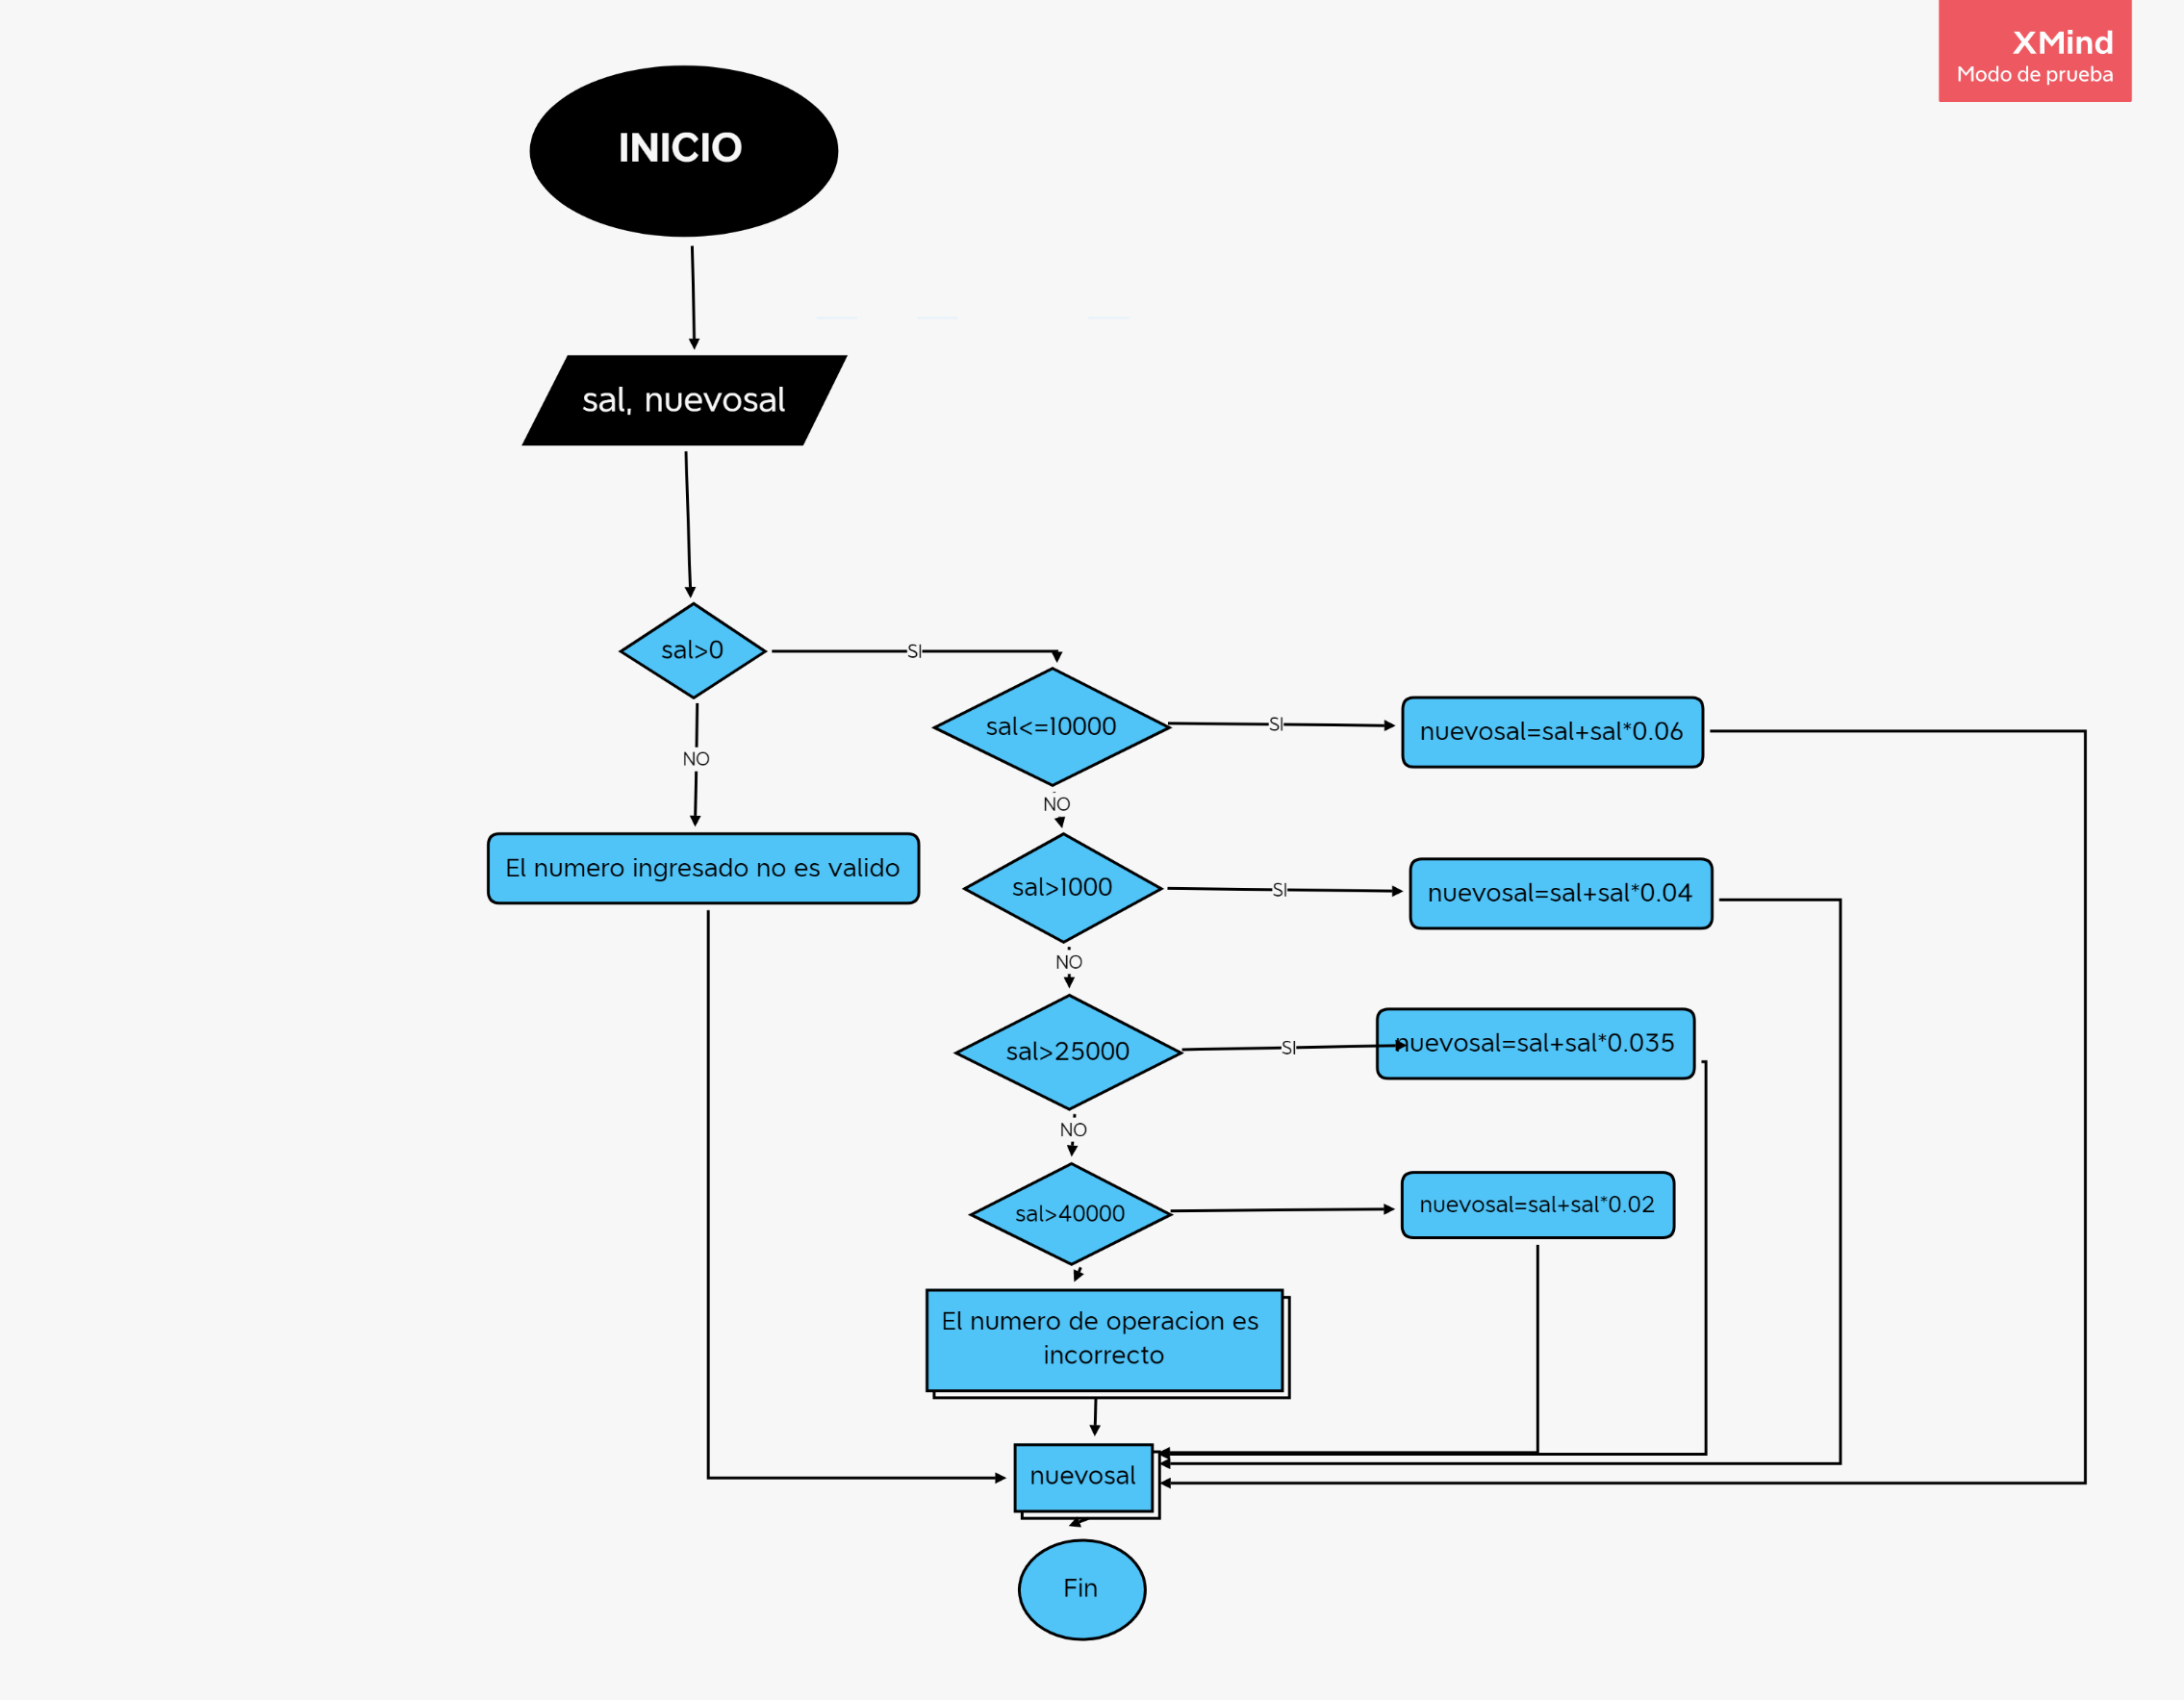 XMind
Modo de prueba
INICIO
sal, nuevosal
sal>0
SI
sal<=10000
SI
nuevosal=sal+sal*0.06
NO
NO
El numero ingresado no es valido
sal>1000
SI
nuevosal=sal+sal*0.04
NO
sal>25000
SI
nuevosal=sal+sal*0.035
NO
sal>40000
nuevosal=sal+sal*0.02
El numero de operacion es
incorrecto
nuevosal
Fin